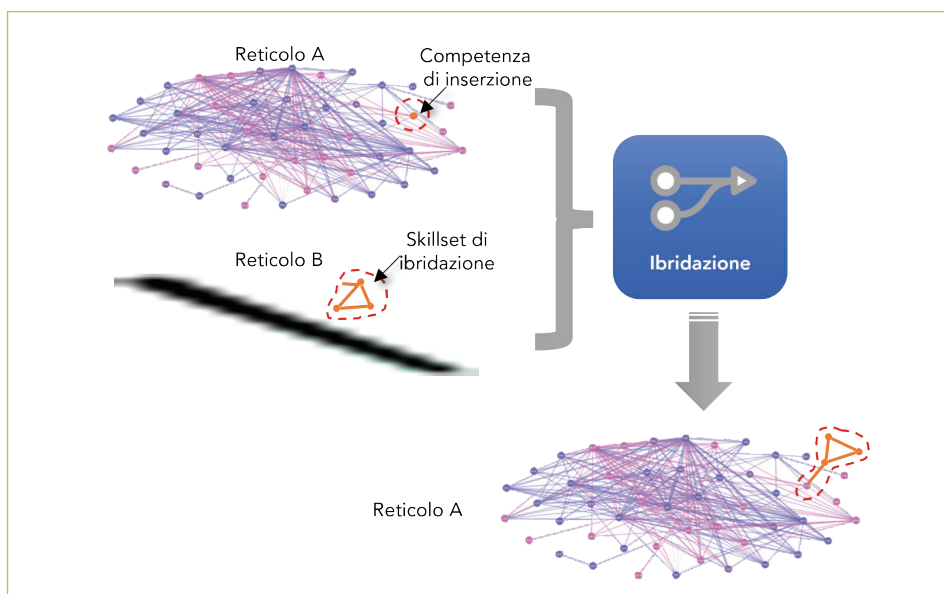 Reticolo A
Competenza
di inserzione
Reticolo B
Skillset di
ibridazione
Ibridazione
Reticolo A